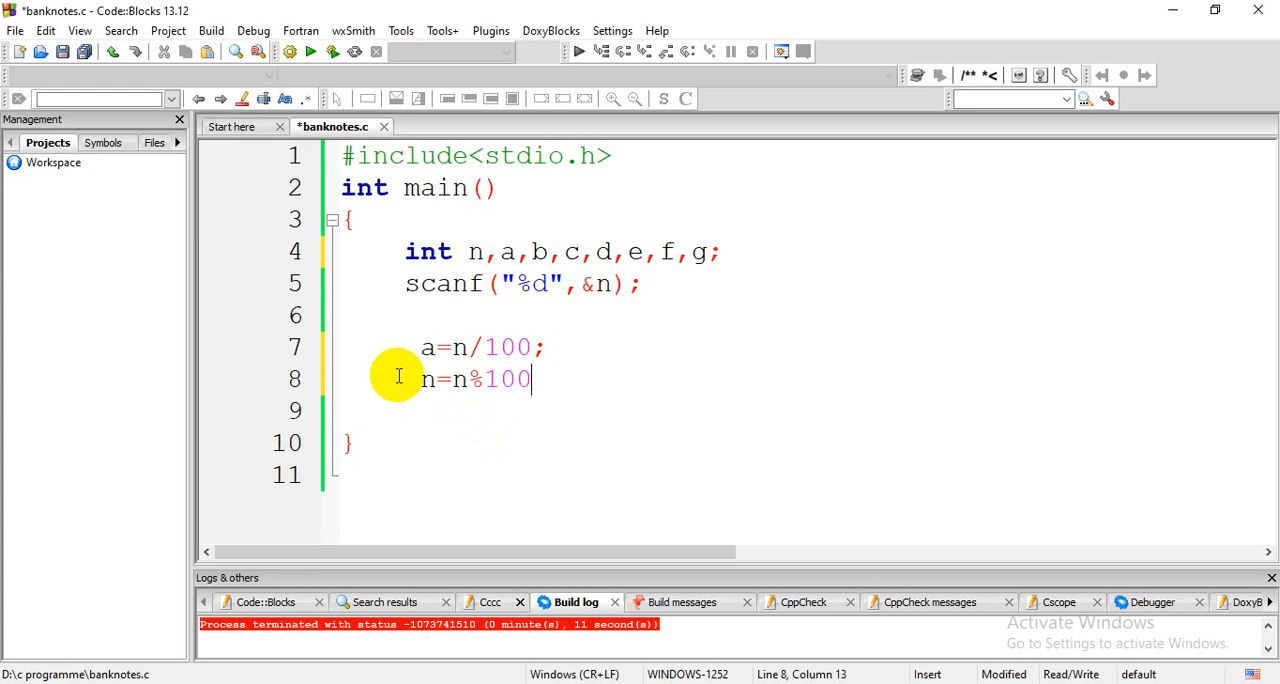 *banknotes.c - Code::Blocks 13.12
File Edit View Search Project Build Debug Fortran wxSmith Tools Tools+ Plugins DoxyBlocks Settings Help
/** *<
S C
Management
Start here *banknotes.c
Projects Symbols Files
Workspace
1 #include<stdio.h>
2 int main()
3 {
4 int n,a,b,c,d,e,f,g;
5 scanf("%d",&n);
6
7 a=n/100;
8 n=n%100
9
10 }
11
Logs & others
Code::Blocks Search results Cccc Build log Build messages CppCheck CppCheck messages Cscope Debugger DoxyB
Process terminated with status -1073741510 (0 minute(s), 11 second(s))
Activate Windows
Go to Settings to activate Windows.
D:\c programme\banknotes.c Windows (CR+LF) WINDOWS-1252 Line 8, Column 13 Insert Modified Read/Write default